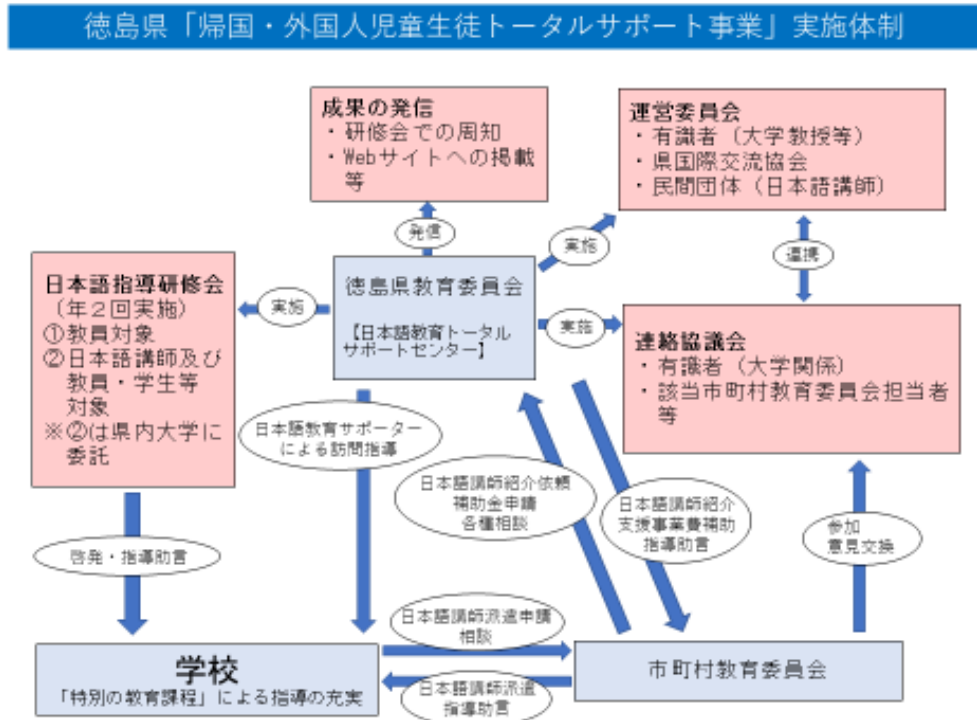 徳島県「帰国・外国人児童生徒トータルサポート事業」実施体制
成果の発信
・研修会での周知
・Webサイトへの掲載
等
運営委員会
・有識者（大学教授等）
・県国際交流協会
・民間団体（日本語講師）
発信
実施
連携
日本語指導研修会
（年２回実施）
①教員対象
②日本語講師及び
教員・学生等
対象
※②は県内大学に
委託
実施
徳島県教育委員会
【日本語教育トータル
サポートセンター】
実施
連絡協議会
・有識者（大学関係）
・該当市町村教育委員会担当者
等
日本語教育サポーター
による訪問指導
日本語講師紹介依頼
補助金申請
各種相談
日本語講師紹介
支援事業費補助
指導助言
参加
意見交換
啓発・指導助言
日本語講師派遣申請
相談
学校
「特別の教育課程」による指導の充実
日本語講師派遣
指導助言
市町村教育委員会